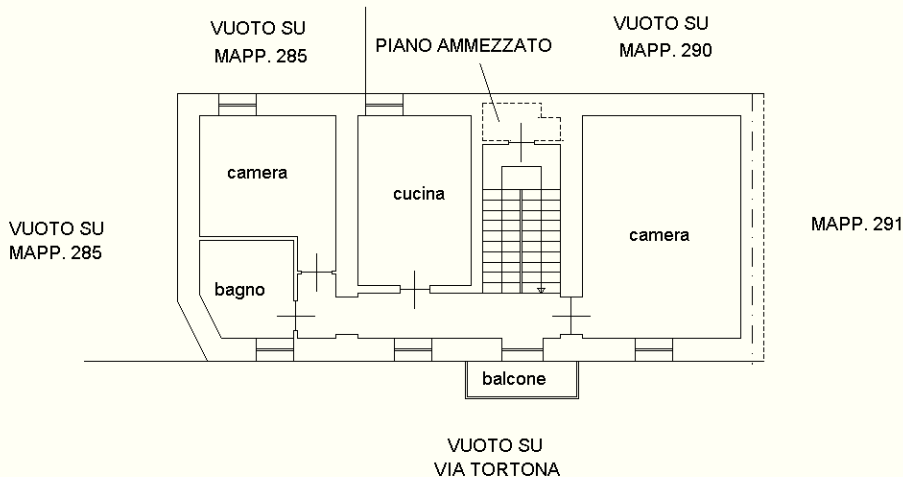 VUOTO SU
MAPP. 285
PIANO AMMEZZATO
VUOTO SU
MAPP. 290
camera
cucina
camera
VUOTO SU
MAPP. 285
MAPP. 291
bagno
balcone
VUOTO SU
VIA TORTONA